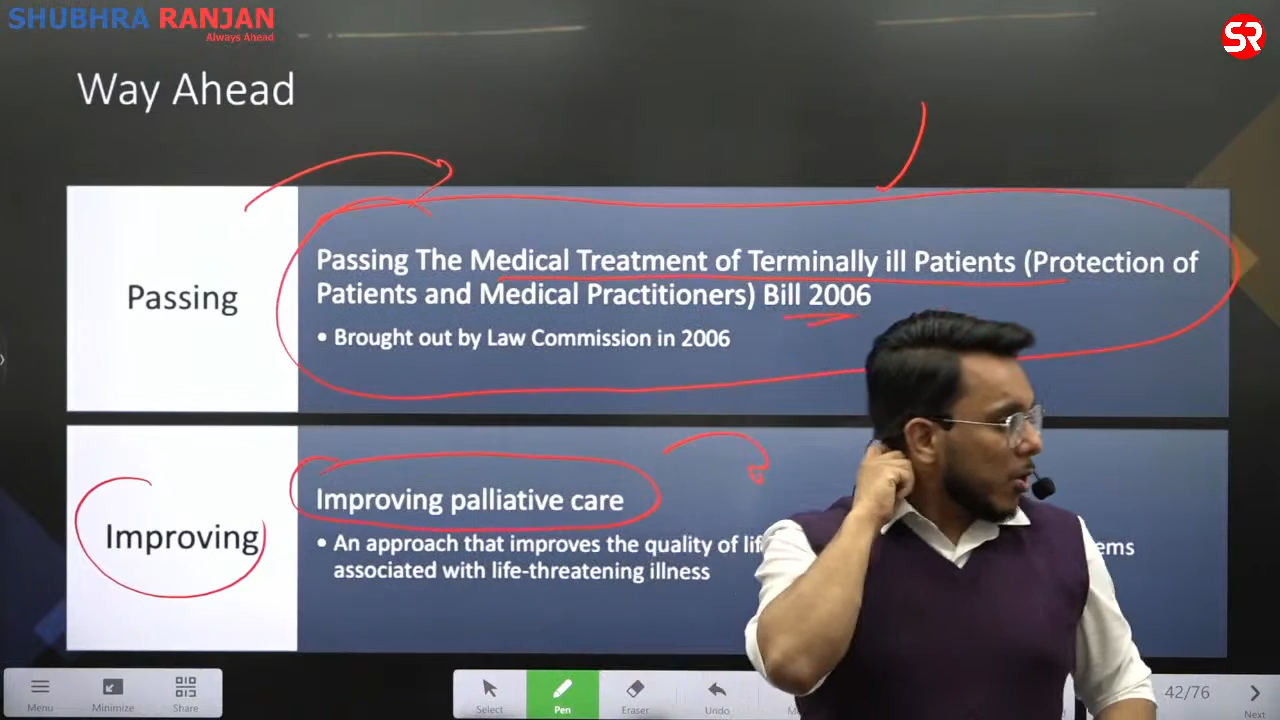 SHUBHRA RANJAN
Always Ahead
SR
Way Ahead
Passing
Passing The Medical Treatment of Terminally ill Patients (Protection of
Patients and Medical Practitioners) Bill 2006
• Brought out by Law Commission in 2006
Improving
Improving palliative care
• An approach that improves the quality of
associated with life-threatening illness
Menu
Minimize
Share
Select
Pen
Eraser
Undo
42/76
Next